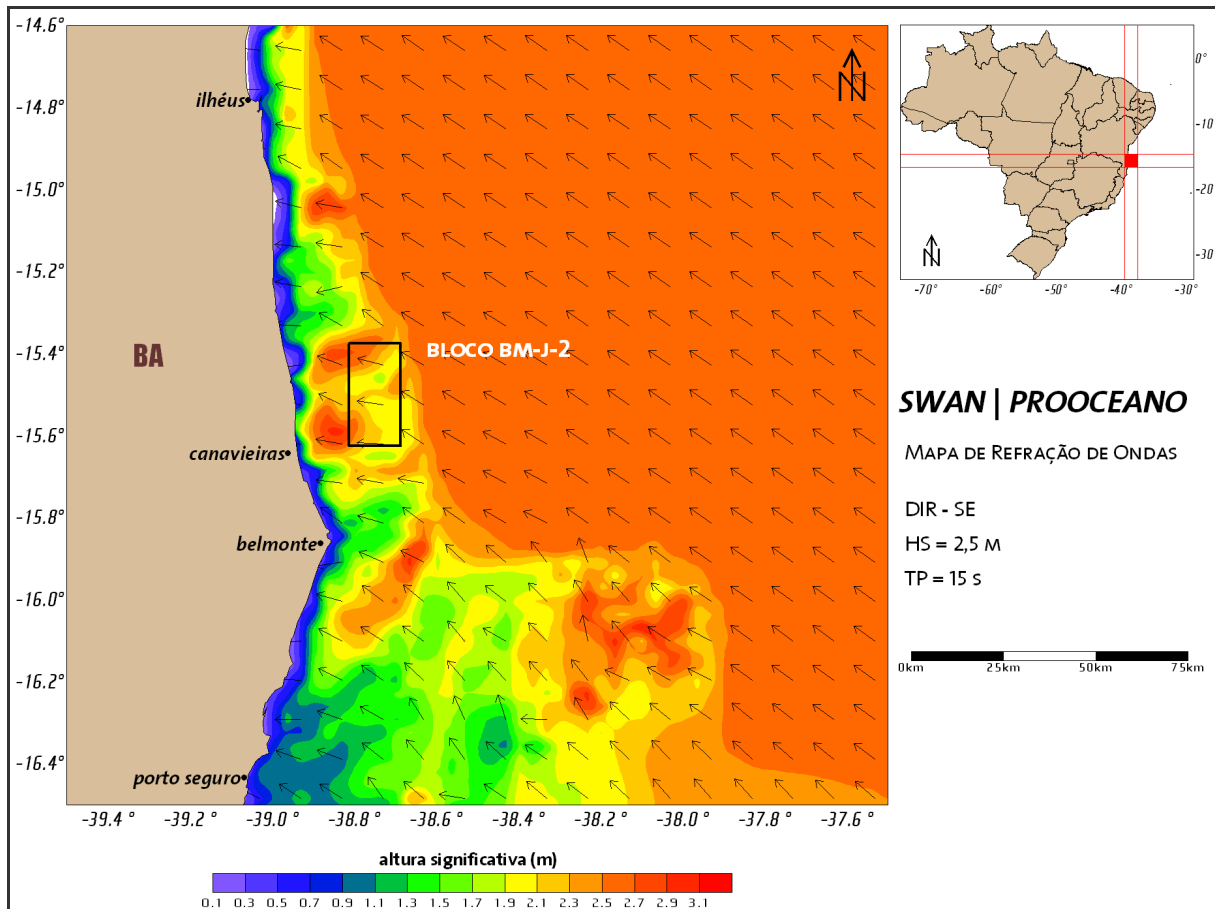 -14.6°
-14.8°
-15.0°
-15.2°
-15.4°
-15.6°
-15.8°
-16.0°
-16.2°
-16.4°
ilhéus
BA
BLOCO BM-J-2
canavieiras
belmonte
porto seguro
N
-39.4 ° -39.2 ° -39.0 ° -38.8 ° -38.6 ° -38.4 ° -38.2 ° -38.0 ° -37.8 ° -37.6 °
altura significativa (m)
0.1 0.3 0.5 0.7 0.9 1.1 1.3 1.5 1.7 1.9 2.1 2.3 2.5 2.7 2.9 3.1
0°
-10°
-20°
-30°
N
-70° -60° -50° -40° -30°
SWAN | PROOCEANO
MAPA DE REFRAÇÃO DE ONDAS
DIR - SE
HS = 2,5 M
TP = 15 S
0km 25km 50km 75km